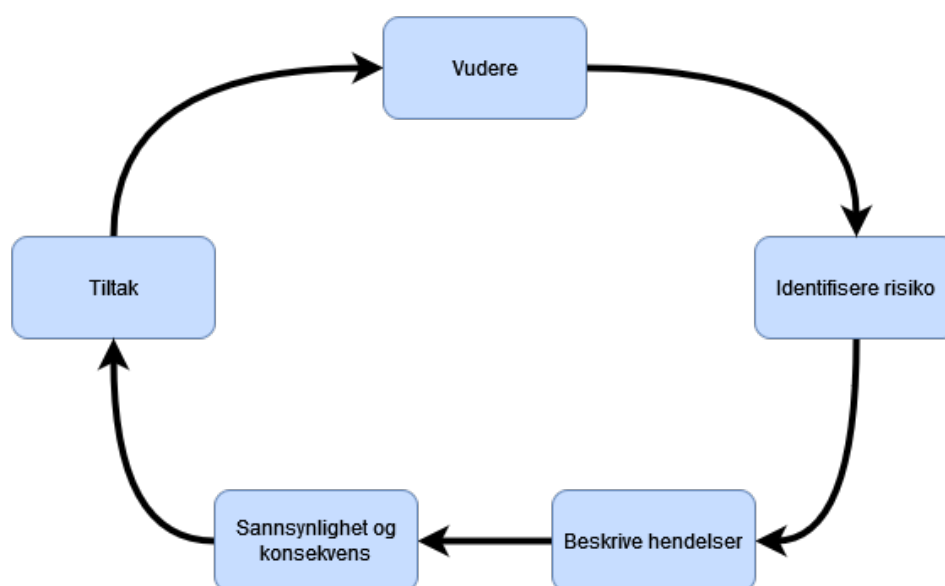 Vudere
Identifisere risiko
Beskrive hendelser
Sannsynlighet og
konsekvens
Tiltak